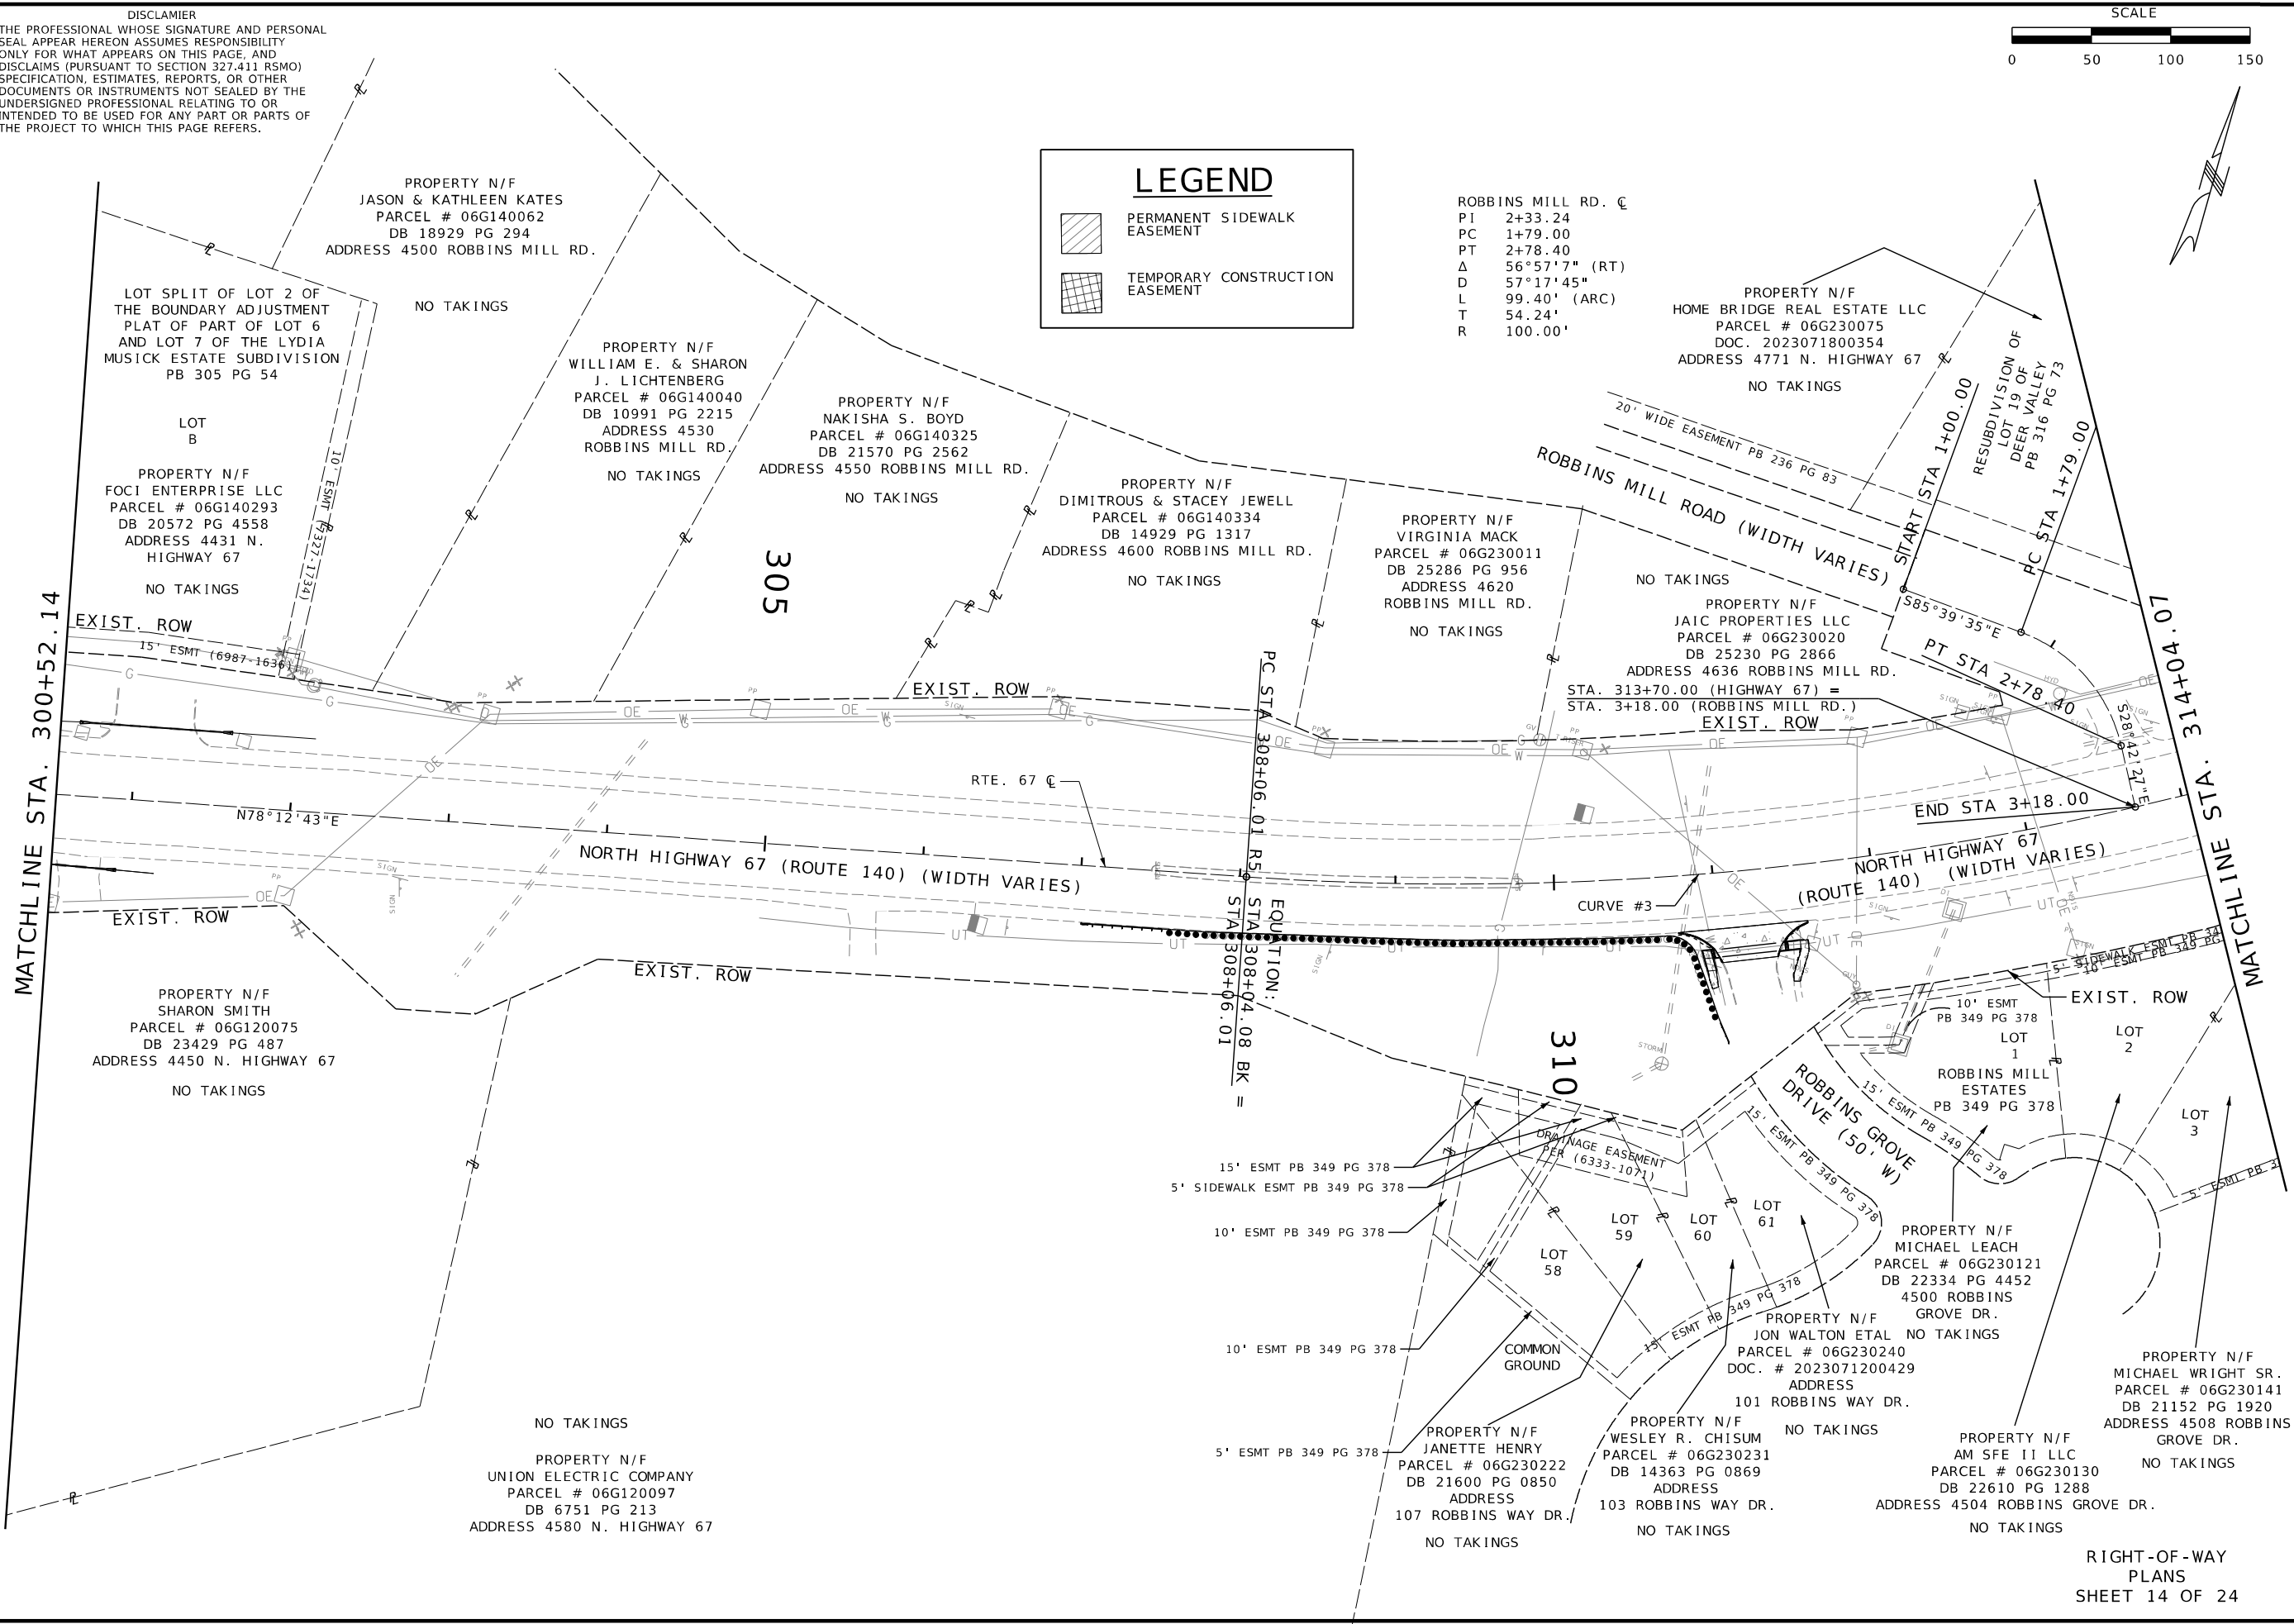 DISCLAMIER
THE PROFESSIONAL WHOSE SIGNATURE AND PERSONAL
SEAL APPEAR HEREON ASSUMES RESPONSIBILITY
ONLY FOR WHAT APPEARS ON THIS PAGE, AND
DISCLAIMS (PURSUANT TO SECTION 327.411 RSMO)
SPECIFICATION, ESTIMATES, REPORTS, OR OTHER
DOCUMENTS OR INSTRUMENTS NOT SEALED BY THE
UNDERSIGNED PROFESSIONAL RELATING TO OR
INTENDED TO BE USED FOR ANY PART OR PARTS OF
THE PROJECT TO WHICH THIS PAGE REFERS.
SCALE
0 50 100 150
LEGEND
PERMANENT SIDEWALK
EASEMENT
TEMPORARY CONSTRUCTION
EASEMENT
ROBBINS MILL RD. ℄
PI 2+33.24
PC 1+79.00
PT 2+78.40
Δ 56°57'7" (RT)
D 57°17'45"
L 99.40' (ARC)
T 54.24'
R 100.00'
PROPERTY N/F
JASON & KATHLEEN KATES
PARCEL # 06G140062
DB 18929 PG 294
ADDRESS 4500 ROBBINS MILL RD.
NO TAKINGS
LOT SPLIT OF LOT 2 OF
THE BOUNDARY ADJUSTMENT
PLAT OF PART OF LOT 6
AND LOT 7 OF THE LYDIA
MUSICK ESTATE SUBDIVISION
PB 305 PG 54
LOT
B
PROPERTY N/F
FOCI ENTERPRISE LLC
PARCEL # 06G140293
DB 20572 PG 4558
ADDRESS 4431 N.
HIGHWAY 67
NO TAKINGS
10' ESMT (7327-1734)
PROPERTY N/F
WILLIAM E. & SHARON
J. LICHTENBERG
PARCEL # 06G140040
DB 10991 PG 2215
ADDRESS 4530
ROBBINS MILL RD.
NO TAKINGS
PROPERTY N/F
NAKISHA S. BOYD
PARCEL # 06G140325
DB 21570 PG 2562
ADDRESS 4550 ROBBINS MILL RD.
NO TAKINGS
PROPERTY N/F
DIMITROUS & STACEY JEWELL
PARCEL # 06G140334
DB 14929 PG 1317
ADDRESS 4600 ROBBINS MILL RD.
NO TAKINGS
PROPERTY N/F
VIRGINIA MACK
PARCEL # 06G230011
DB 25286 PG 956
ADDRESS 4620
ROBBINS MILL RD.
NO TAKINGS
PROPERTY N/F
HOME BRIDGE REAL ESTATE LLC
PARCEL # 06G230075
DOC. 2023071800354
ADDRESS 4771 N. HIGHWAY 67
NO TAKINGS
RESUBDIVISION OF
LOT 19 OF
DEER VALLEY
PB 316 PG 73
20' WIDE EASEMENT PB 236 PG 83
ROBBINS MILL ROAD (WIDTH VARIES)
START STA 1+00.00
PC STA 1+79.00
S85°39'35"E
PT STA 2+78.40
S28°42'27"E
NO TAKINGS
PROPERTY N/F
JAIC PROPERTIES LLC
PARCEL # 06G230020
DB 25230 PG 2866
ADDRESS 4636 ROBBINS MILL RD.
STA. 313+70.00 (HIGHWAY 67) =
STA. 3+18.00 (ROBBINS MILL RD.)
EXIST. ROW
END STA 3+18.00
MATCHLINE STA. 300+52.14
MATCHLINE STA. 314+04.07
EXIST. ROW
15' ESMT (6987-1636)
EXIST. ROW
305
310
N78°12'43"E
RTE. 67 ℄
NORTH HIGHWAY 67 (ROUTE 140) (WIDTH VARIES)
PC STA 308+06.01 R5
EQUATION:
STA 308+04.08 BK =
STA 308+06.01
CURVE #3
NORTH HIGHWAY 67
(ROUTE 140) (WIDTH VARIES)
EXIST. ROW
EXIST. ROW
EXIST. ROW
5' SIDEWALK ESMT PB 34
10' ESMT PB 349 PG
PROPERTY N/F
SHARON SMITH
PARCEL # 06G120075
DB 23429 PG 487
ADDRESS 4450 N. HIGHWAY 67
NO TAKINGS
NO TAKINGS
PROPERTY N/F
UNION ELECTRIC COMPANY
PARCEL # 06G120097
DB 6751 PG 213
ADDRESS 4580 N. HIGHWAY 67
15' ESMT PB 349 PG 378
5' SIDEWALK ESMT PB 349 PG 378
10' ESMT PB 349 PG 378
10' ESMT PB 349 PG 378
5' ESMT PB 349 PG 378
DRAINAGE EASEMENT
PER (6333-1071)
STORM
LOT
58
LOT
59
LOT
60
LOT
61
COMMON
GROUND
15' ESMT PB 349 PG 378
15' ESMT PB 349 PG 378
ROBBINS GROVE
DRIVE (50' W)
15' ESMT PB 349 PG 378
10' ESMT
PB 349 PG 378
LOT
1
ROBBINS MILL
ESTATES
PB 349 PG 378
LOT
2
LOT
3
5' ESMT PB 3
PROPERTY N/F
JANETTE HENRY
PARCEL # 06G230222
DB 21600 PG 0850
ADDRESS
107 ROBBINS WAY DR.
NO TAKINGS
PROPERTY N/F
WESLEY R. CHISUM
PARCEL # 06G230231
DB 14363 PG 0869
ADDRESS
103 ROBBINS WAY DR.
NO TAKINGS
PROPERTY N/F
JON WALTON ETAL
PARCEL # 06G230240
DOC. # 2023071200429
ADDRESS
101 ROBBINS WAY DR.
NO TAKINGS
PROPERTY N/F
MICHAEL LEACH
PARCEL # 06G230121
DB 22334 PG 4452
4500 ROBBINS
GROVE DR.
NO TAKINGS
PROPERTY N/F
AM SFE II LLC
PARCEL # 06G230130
DB 22610 PG 1288
ADDRESS 4504 ROBBINS GROVE DR.
NO TAKINGS
PROPERTY N/F
MICHAEL WRIGHT SR.
PARCEL # 06G230141
DB 21152 PG 1920
ADDRESS 4508 ROBBINS
GROVE DR.
NO TAKINGS
RIGHT-OF-WAY
PLANS
SHEET 14 OF 24